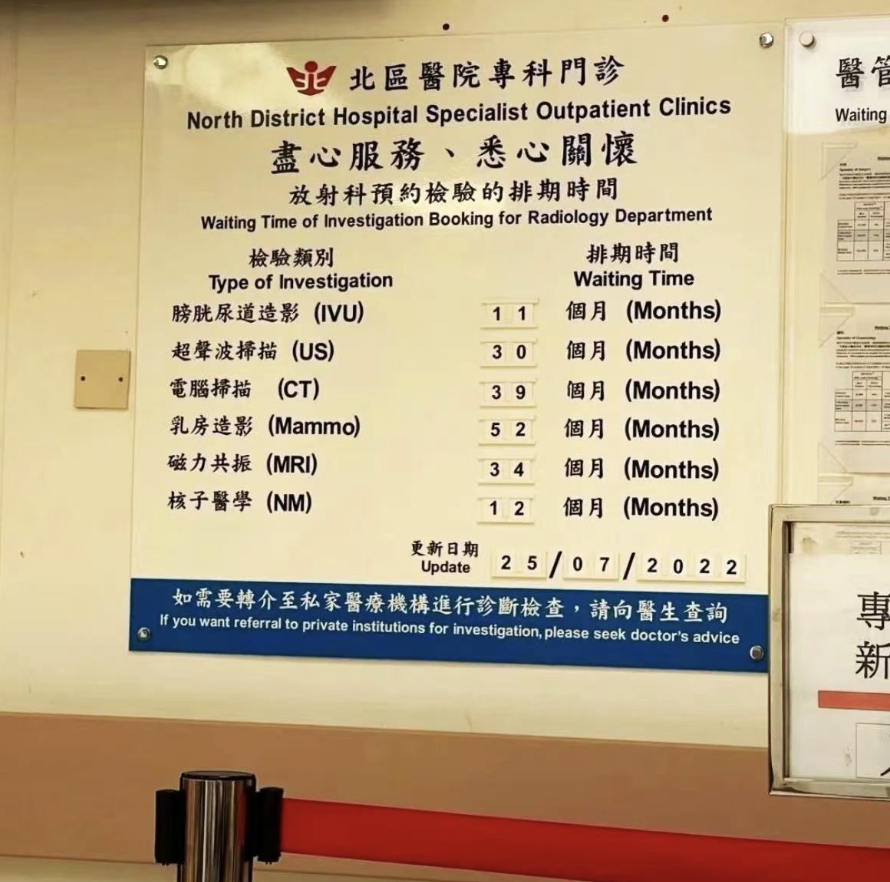 北區醫院專科門診
North District Hospital Specialist Outpatient Clinics
盡心服務、悉心關懷
放射科預約檢驗的排期時間
Waiting Time of Investigation Booking for Radiology Department
檢驗類別 排期時間
Type of Investigation Waiting Time
膀胱尿道造影 (IVU) 11 個月 (Months)
超聲波掃描 (US) 30 個月 (Months)
電腦掃描 (CT) 39 個月 (Months)
乳房造影 (Mammo) 52 個月 (Months)
磁力共振 (MRI) 34 個月 (Months)
核子醫學 (NM) 12 個月 (Months)
更新日期
Update 25/07/2022
如需要轉介至私家醫療機構進行診斷檢查，請向醫生查詢
If you want referral to private institutions for investigation, please seek doctor's advice
醫管
Waiting
專
新